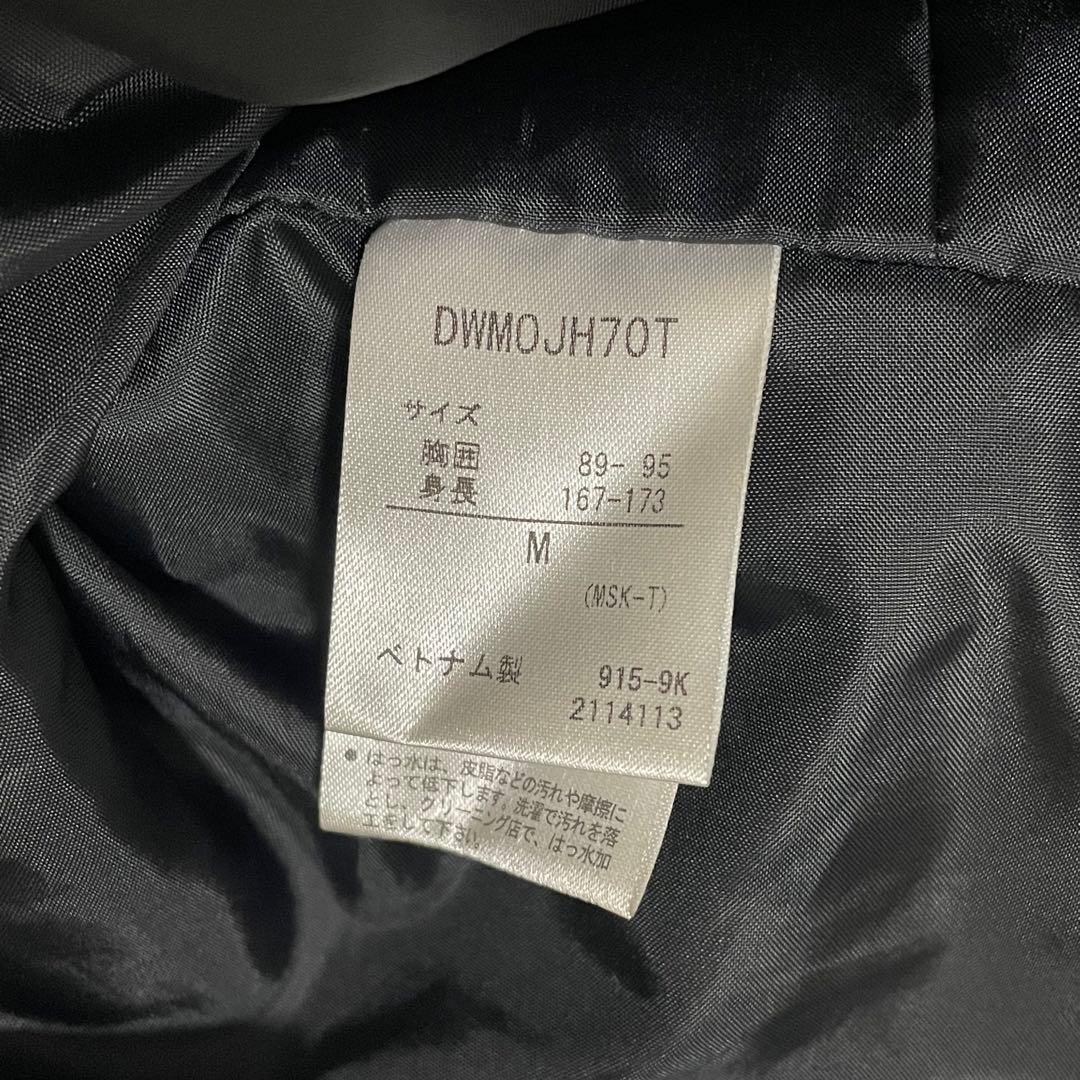 DWMOJH70T
サイズ
胸囲 89- 95
身長 167-173
M
(MSK-T)
ベトナム製 915-9K
2114113
● はっ水は、皮脂などの汚れや摩擦に
よって低下します。洗濯で汚れを落
とし、クリーニング店で、はっ水加
工をして下さい。